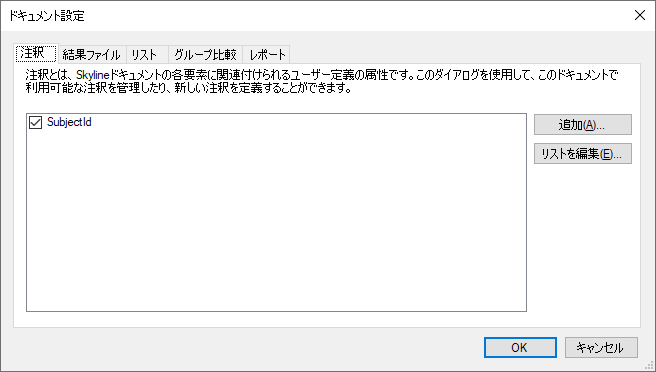 ドキュメント設定
注釈 結果ファイル リスト グループ比較 レポート
注釈とは、Skylineドキュメントの各要素に関連付けられるユーザー定義の属性です。このダイアログを使用して、このドキュメントで
利用可能な注釈を管理したり、新しい注釈を定義することができます。
SubjectId
追加(A)...
リストを編集(E)...
OK キャンセル